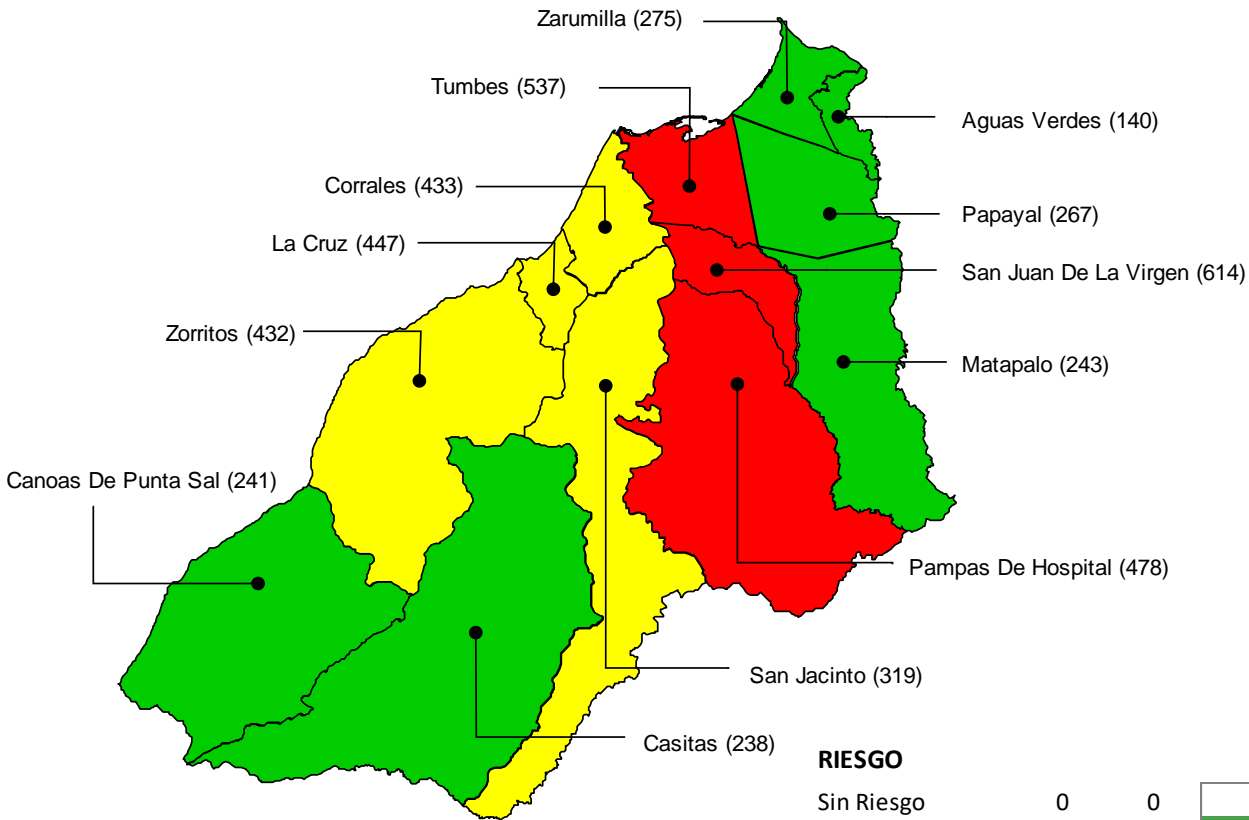 Zarumilla (275)
Tumbes (537)
Aguas Verdes (140)
Corrales (433)
Papayal (267)
La Cruz (447)
San Juan De La Virgen (614)
Zorritos (432)
Matapalo (243)
Canoas De Punta Sal (241)
Pampas De Hospital (478)
San Jacinto (319)
Casitas (238)
RIESGO
Sin Riesgo 0 0